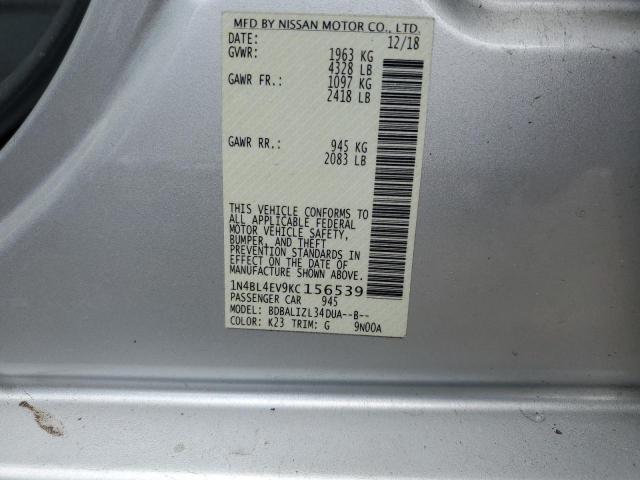 MFD BY NISSAN MOTOR CO., LTD.
DATE: 12/18
GVWR: 1963 KG
4328 LB
GAWR FR.: 1097 KG
2418 LB
GAWR RR.: 945 KG
2083 LB
THIS VEHICLE CONFORMS TO
ALL APPLICABLE FEDERAL
MOTOR VEHICLE SAFETY,
BUMPER, AND THEFT
PREVENTION STANDARDS IN
EFFECT ON THE DATE OF
MANUFACTURE SHOWN ABOVE.
1N4BL4EV9KC156539
PASSENGER CAR 945
MODEL: BDBALIZL34DUA--B--
COLOR: K23 TRIM: G 9N00A